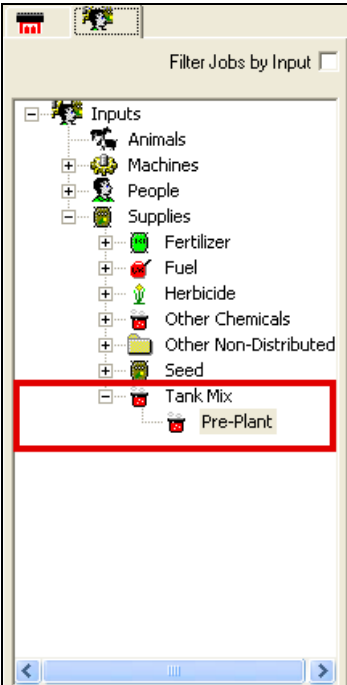 Filter Jobs by Input
Inputs
Animals
Machines
People
Supplies
Fertilizer
Fuel
Herbicide
Other Chemicals
Other Non-Distributed
Seed
Tank Mix
Pre-Plant